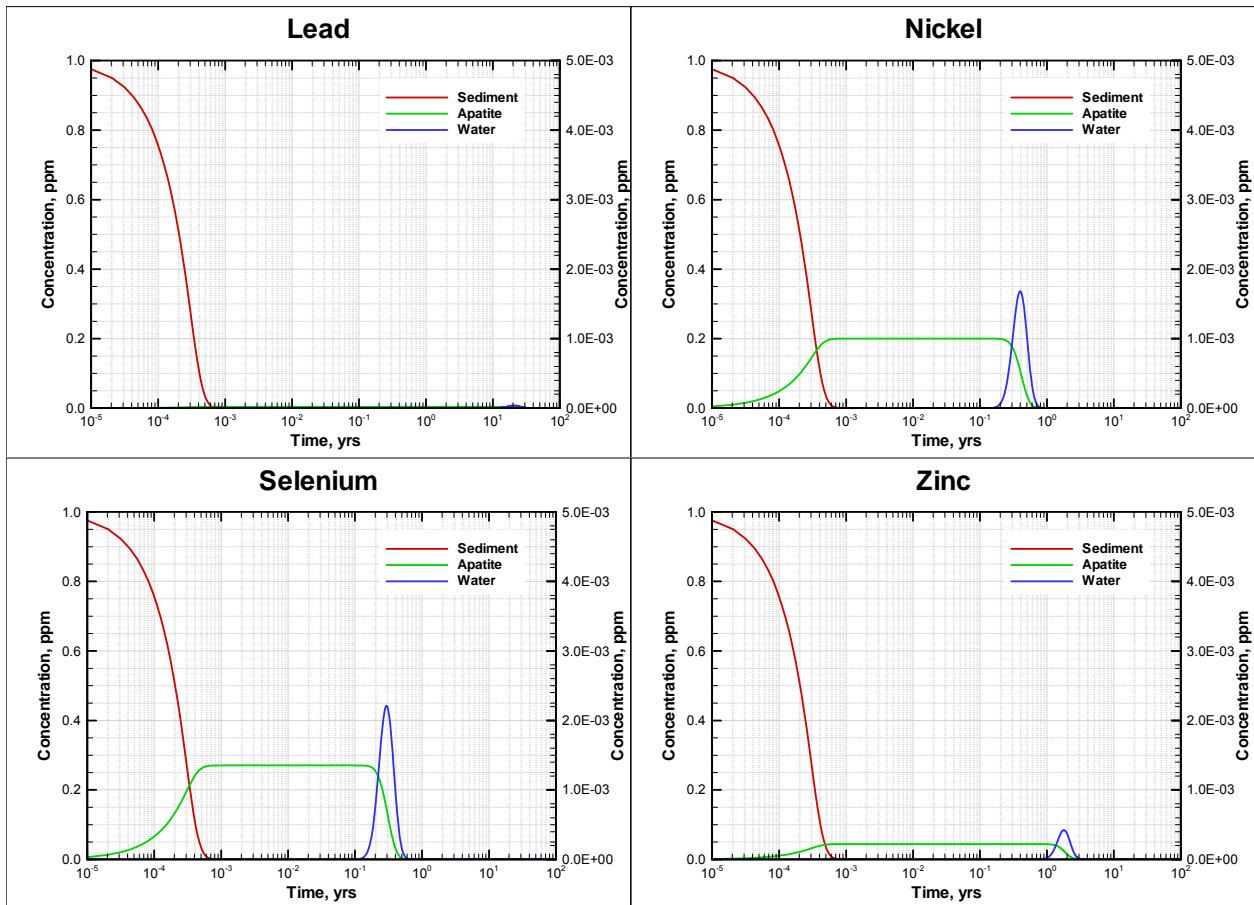 Lead
Concentration, ppm
1.0
0.8
0.6
0.4
0.2
0.0
5.0E-03
4.0E-03
3.0E-03
2.0E-03
1.0E-03
0.0E+00
Concentration, ppm
Sediment
Apatite
Water
10⁻⁵ 10⁻⁴ 10⁻³ 10⁻² 10⁻¹ 10⁰ 10¹ 10²
Time, yrs
Nickel
Concentration, ppm
1.0
0.8
0.6
0.4
0.2
0.0
5.0E-03
4.0E-03
3.0E-03
2.0E-03
1.0E-03
0.0E+00
Concentration, ppm
Sediment
Apatite
Water
10⁻⁵ 10⁻⁴ 10⁻³ 10⁻² 10⁻¹ 10⁰ 10¹ 10²
Time, yrs
Selenium
Concentration, ppm
1.0
0.8
0.6
0.4
0.2
0.0
5.0E-03
4.0E-03
3.0E-03
2.0E-03
1.0E-03
0.0E+00
Concentration, ppm
Sediment
Apatite
Water
10⁻⁵ 10⁻⁴ 10⁻³ 10⁻² 10⁻¹ 10⁰ 10¹ 10²
Time, yrs
Zinc
Concentration, ppm
1.0
0.8
0.6
0.4
0.2
0.0
5.0E-03
4.0E-03
3.0E-03
2.0E-03
1.0E-03
0.0E+00
Concentration, ppm
Sediment
Apatite
Water
10⁻⁵ 10⁻⁴ 10⁻³ 10⁻² 10⁻¹ 10⁰ 10¹ 10²
Time, yrs